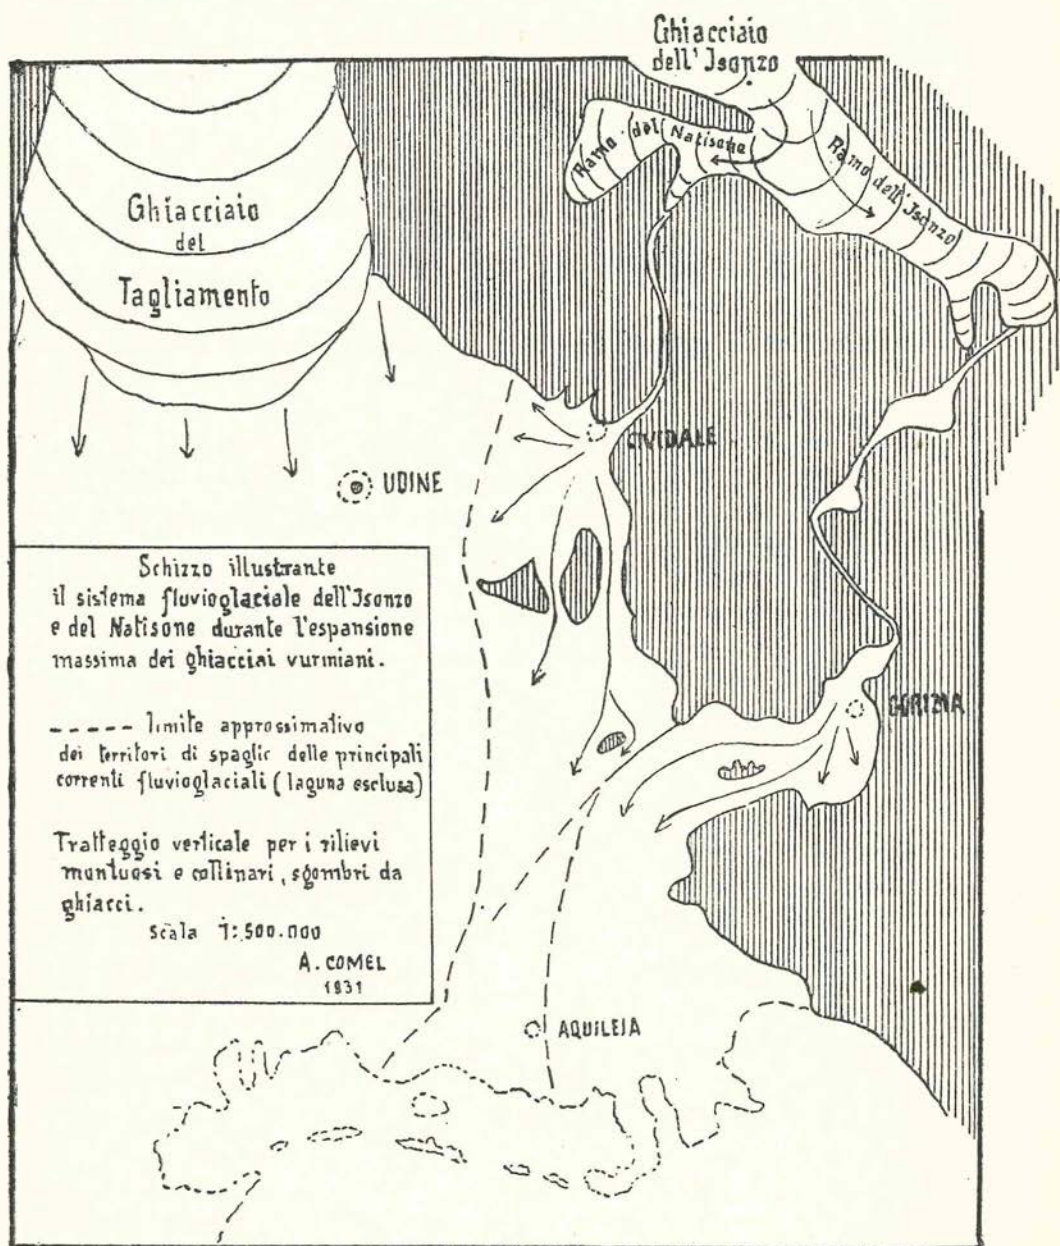 Ghiacciaio
dell' Isonzo
Ramo del Natisone
Ramo dell' Isonzo
Ghiacciaio
del
Tagliamento
CIVIDALE
UDINE
Schizzo illustrante
il sistema fluvioglaciale dell'Isonzo
e del Natisone durante l'espansione
massima dei ghiacciai vurmiani.
----- limite approssimativo
dei territori di spaglio delle principali
correnti fluvioglaciali (laguna esclusa)
Tratteggio verticale per i rilievi
montuosi e collinari, sgombri da
ghiacci.
Scala 1:500.000
A. COMEL
1931
GORIZIA
AQUILEJA